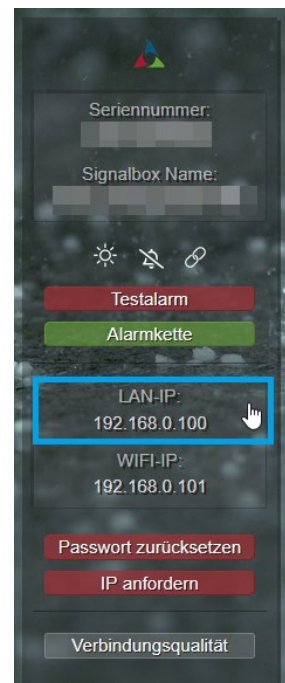 Seriennummer:
Signalbox Name:
Testalarm
Alarmkette
LAN-IP:
192.168.0.100
WIFI-IP:
192.168.0.101
Passwort zurücksetzen
IP anfordern
Verbindungsqualität